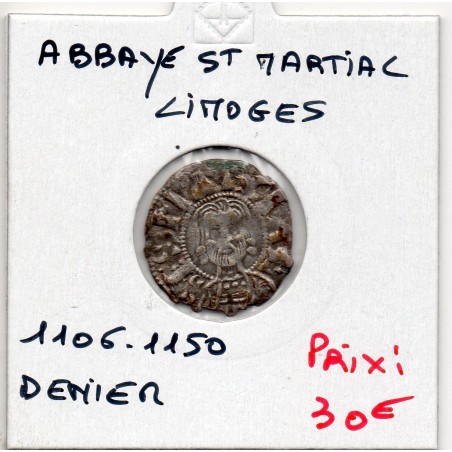 ABBAYE ST MARTIAL
LIMOGES
1106-1150
DENIER
Prix:
30€